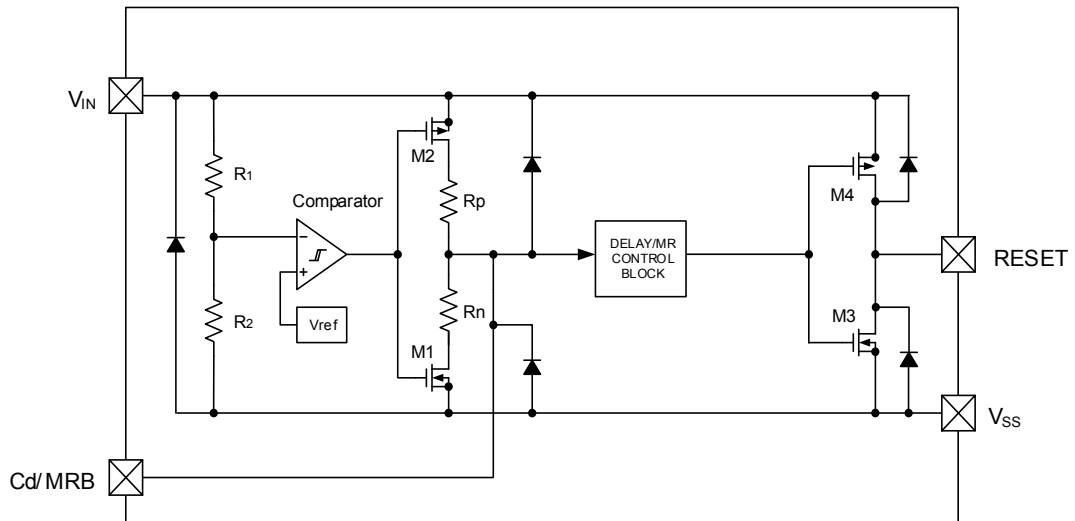 VIN
R1
Comparator
−
+
R2
Vref
M2
Rp
Rn
M1
DELAY/MR
CONTROL
BLOCK
M4
RESET
M3
VSS
Cd/MRB